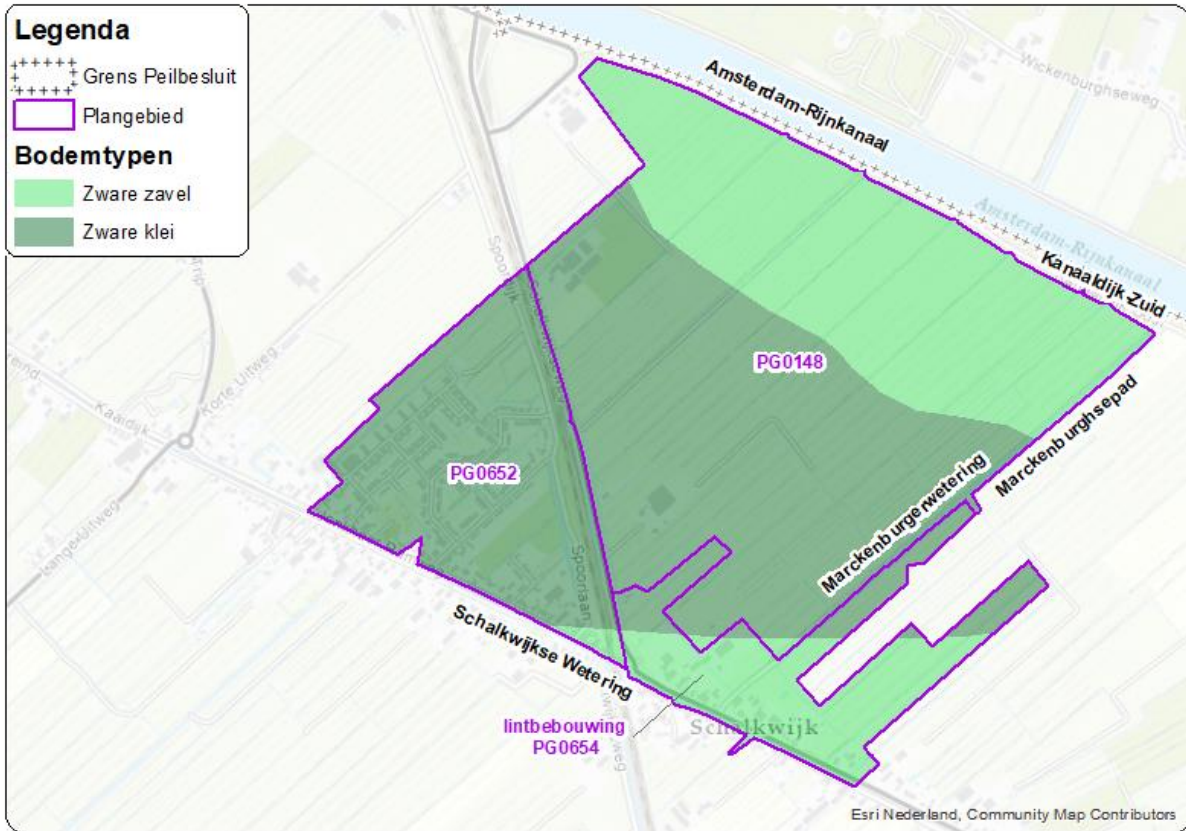 Legenda
Grens Peilbesluit
Plangebied
Bodemtypen
Zware zavel
Zware klei
Amsterdam-Rijnkanaal
Wickenburghseweg
Amsterdam-Rijnkanaal
Kanaaldijk-Zuid
Spoordijk
PG0148
Marckenburghsepad
Kaaidijk
Korte Uitweg
PG0652
Marckenburgerwetering
Lange Uitweg
Spoorlaan
Schalkwijkse Wetering
lintbebouwing
PG0654
Schalkwijk
Esri Nederland, Community Map Contributors